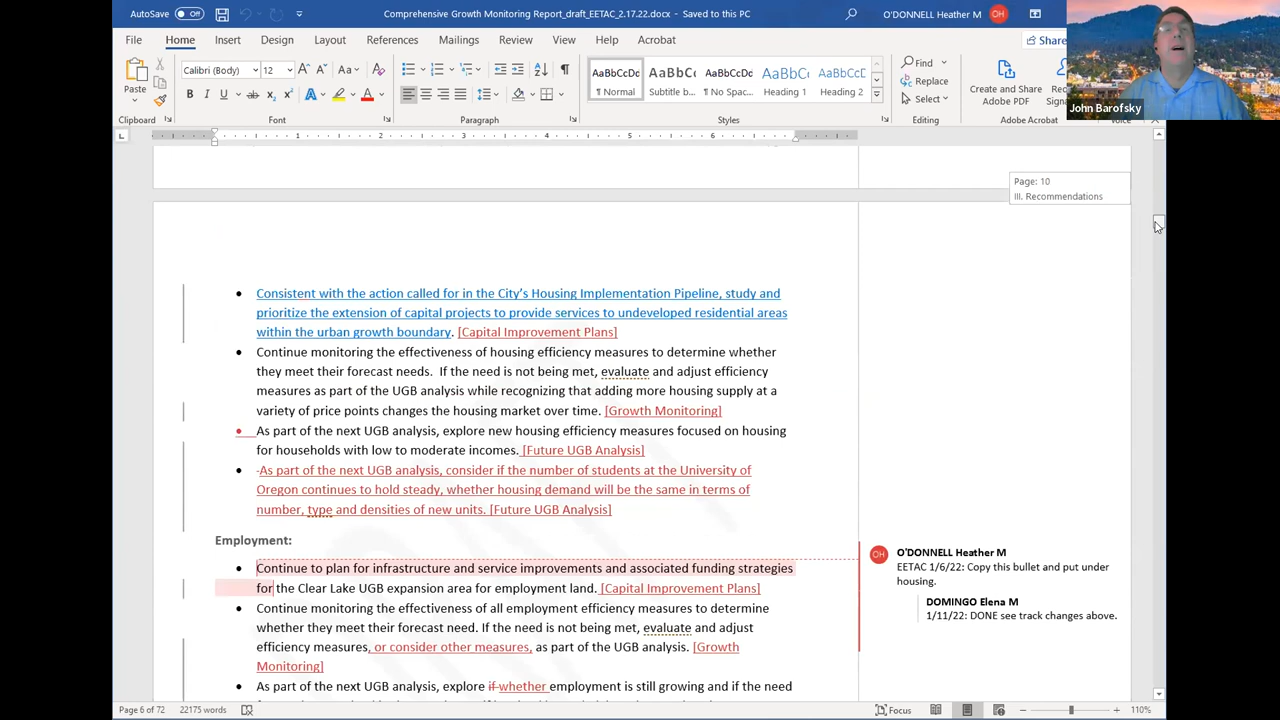 AutoSave Off
Comprehensive Growth Monitoring Report_draft_EETAC_2.17.22.docx - Saved to this PC
O'DONNELL Heather M OH
File Home Insert Design Layout References Mailings Review View Help Acrobat Share
Paste
Calibri (Body) 12
AaBbCcDc AaBbCcDc AaBbCcDc AaBbCc AaBbCcC
¶ Normal Subtle b... ¶ No Spac... Heading 1 Heading 2
Find
Replace
Select
Create and Share
Adobe PDF
John Barofsky
Clipboard Font Paragraph Styles Editing Adobe Acrobat Voice
1 2 3 4 5 6
Page: 10
III. Recommendations
• Consistent with the action called for in the City's Housing Implementation Pipeline, study and
prioritize the extension of capital projects to provide services to undeveloped residential areas
within the urban growth boundary. [Capital Improvement Plans]
• Continue monitoring the effectiveness of housing efficiency measures to determine whether
they meet their forecast needs. If the need is not being met, evaluate and adjust efficiency
measures as part of the UGB analysis while recognizing that adding more housing supply at a
variety of price points changes the housing market over time. [Growth Monitoring]
• As part of the next UGB analysis, explore new housing efficiency measures focused on housing
for households with low to moderate incomes. [Future UGB Analysis]
• -As part of the next UGB analysis, consider if the number of students at the University of
Oregon continues to hold steady, whether housing demand will be the same in terms of
number, type and densities of new units. [Future UGB Analysis]
Employment:
• Continue to plan for infrastructure and service improvements and associated funding strategies
for the Clear Lake UGB expansion area for employment land. [Capital Improvement Plans]
• Continue monitoring the effectiveness of all employment efficiency measures to determine
whether they meet their forecast need. If the need is not being met, evaluate and adjust
efficiency measures, or consider other measures, as part of the UGB analysis. [Growth
Monitoring]
• As part of the next UGB analysis, explore if whether employment is still growing and if the need
OH O'DONNELL Heather M
EETAC 1/6/22: Copy this bullet and put under
housing.
DOMINGO Elena M
1/11/22: DONE see track changes above.
Page 6 of 72 22175 words Focus 110%